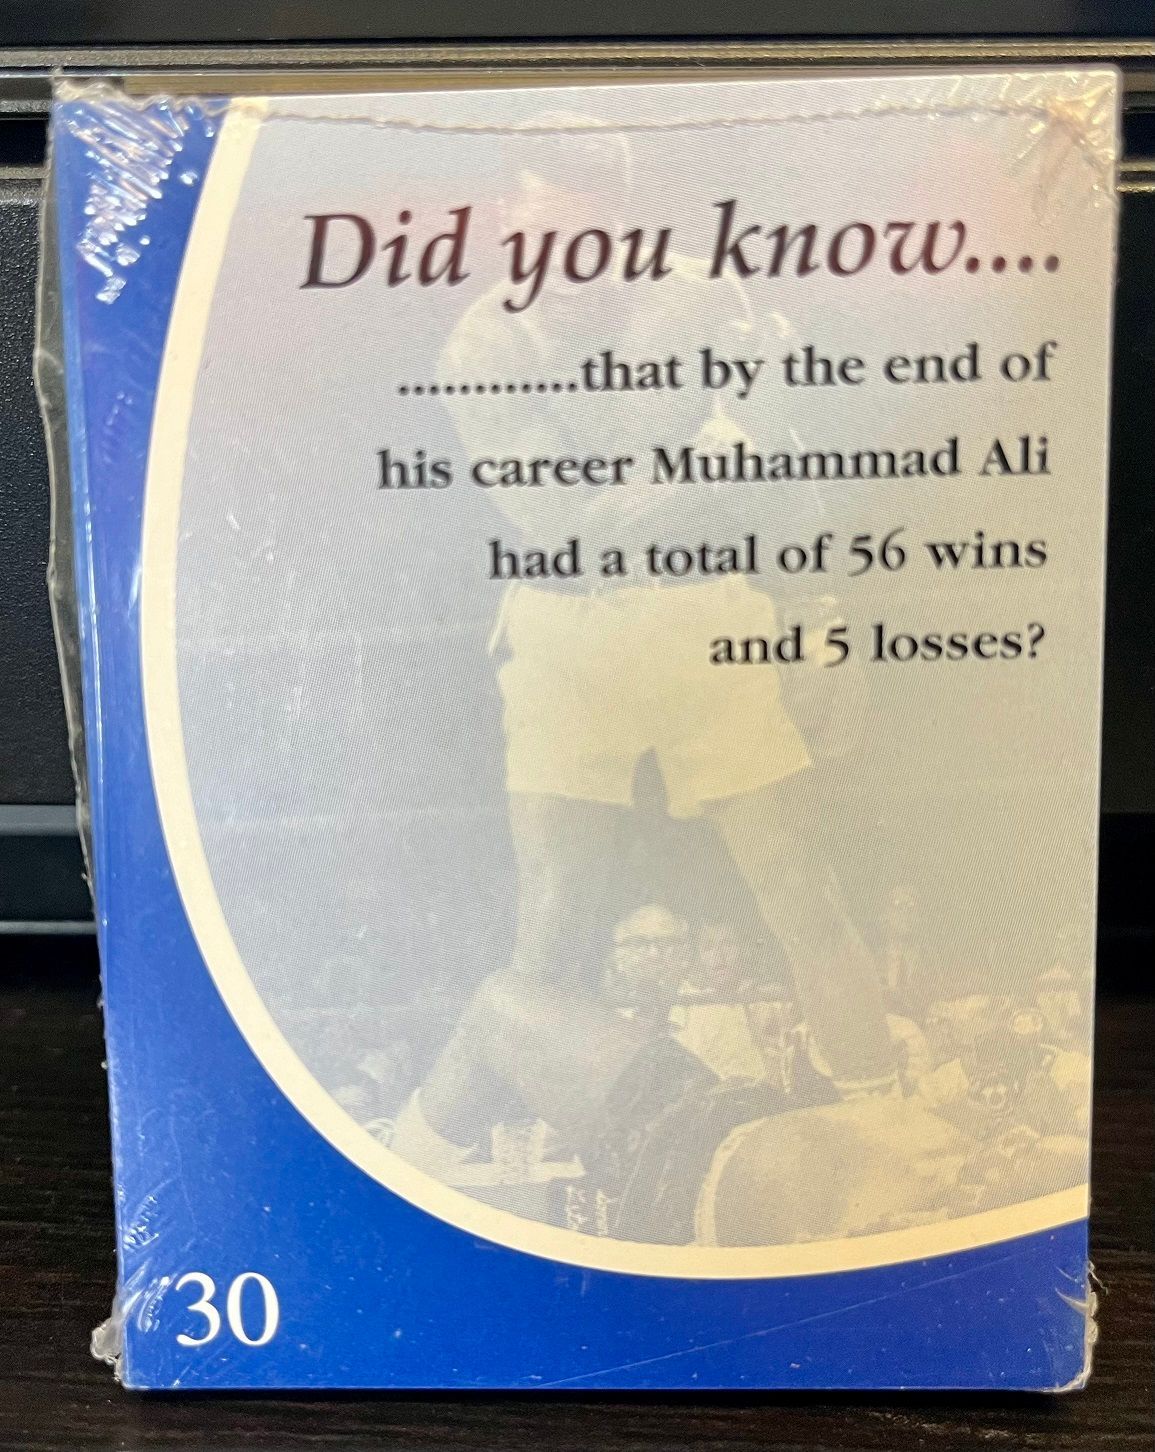 Did you know....
............that by the end of
his career Muhammad Ali
had a total of 56 wins
and 5 losses?
30